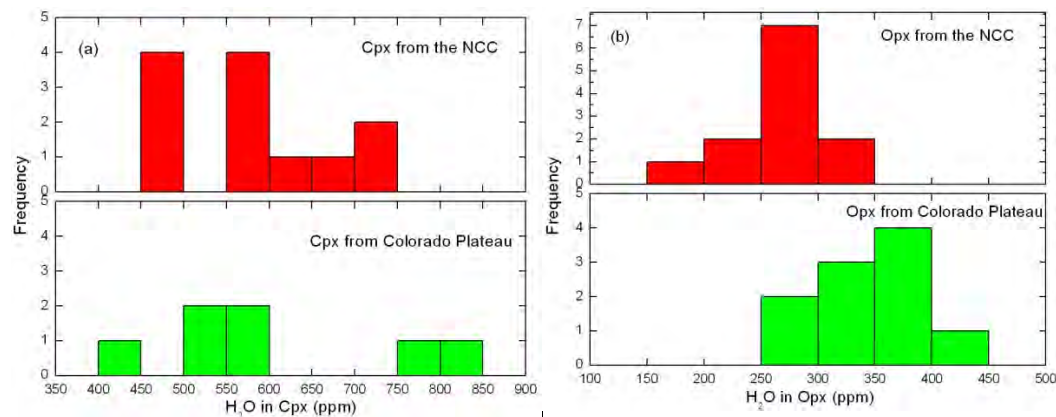 (a)
Cpx from the NCC
5
4
3
2
1
0
Frequency
Cpx from Colorado Plateau
5
4
3
2
1
0
350 400 450 500 550 600 650 700 750 800 850 900
H₂O in Cpx (ppm)
(b)
Opx from the NCC
7
6
5
4
3
2
1
0
Frequency
Opx from Colorado Plateau
5
4
3
2
1
0
100 150 200 250 300 350 400 450 500
H₂O in Opx (ppm)